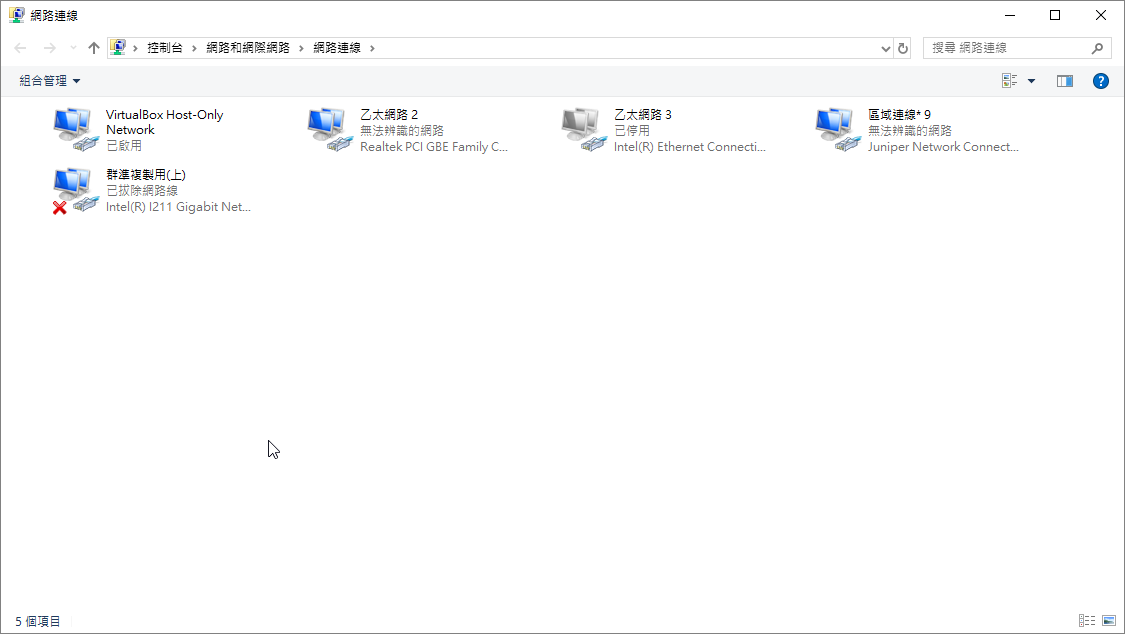 網路連線
控制台 網路和網際網路 網路連線
搜尋 網路連線
組合管理
VirtualBox Host-Only
Network
已啟用
乙太網路 2
無法辨識的網路
Realtek PCI GBE Family C...
乙太網路 3
已停用
Intel(R) Ethernet Connecti...
區域連線* 9
無法辨識的網路
Juniper Network Connect...
群準複製用(上)
已拔除網路線
Intel(R) I211 Gigabit Net...
5 個項目